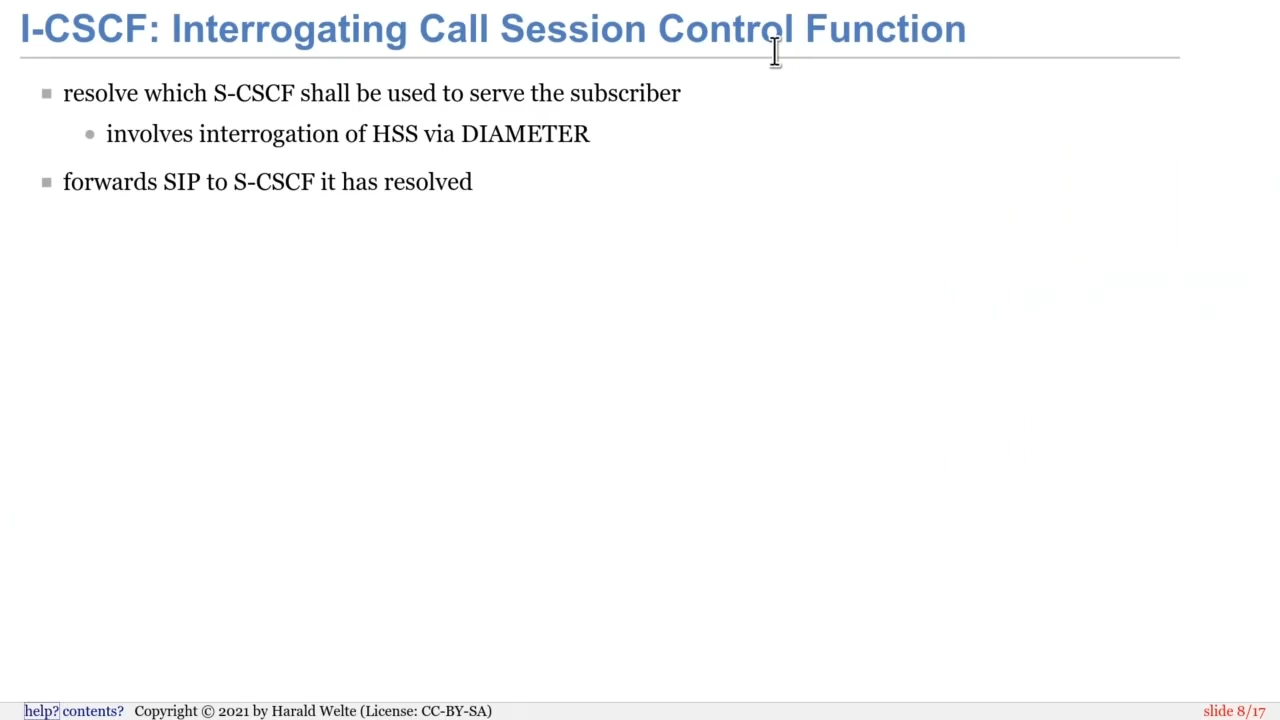 I-CSCF: Interrogating Call Session Control Function
resolve which S-CSCF shall be used to serve the subscriber
involves interrogation of HSS via DIAMETER
forwards SIP to S-CSCF it has resolved
help? contents? Copyright © 2021 by Harald Welte (License: CC-BY-SA) slide 8/17